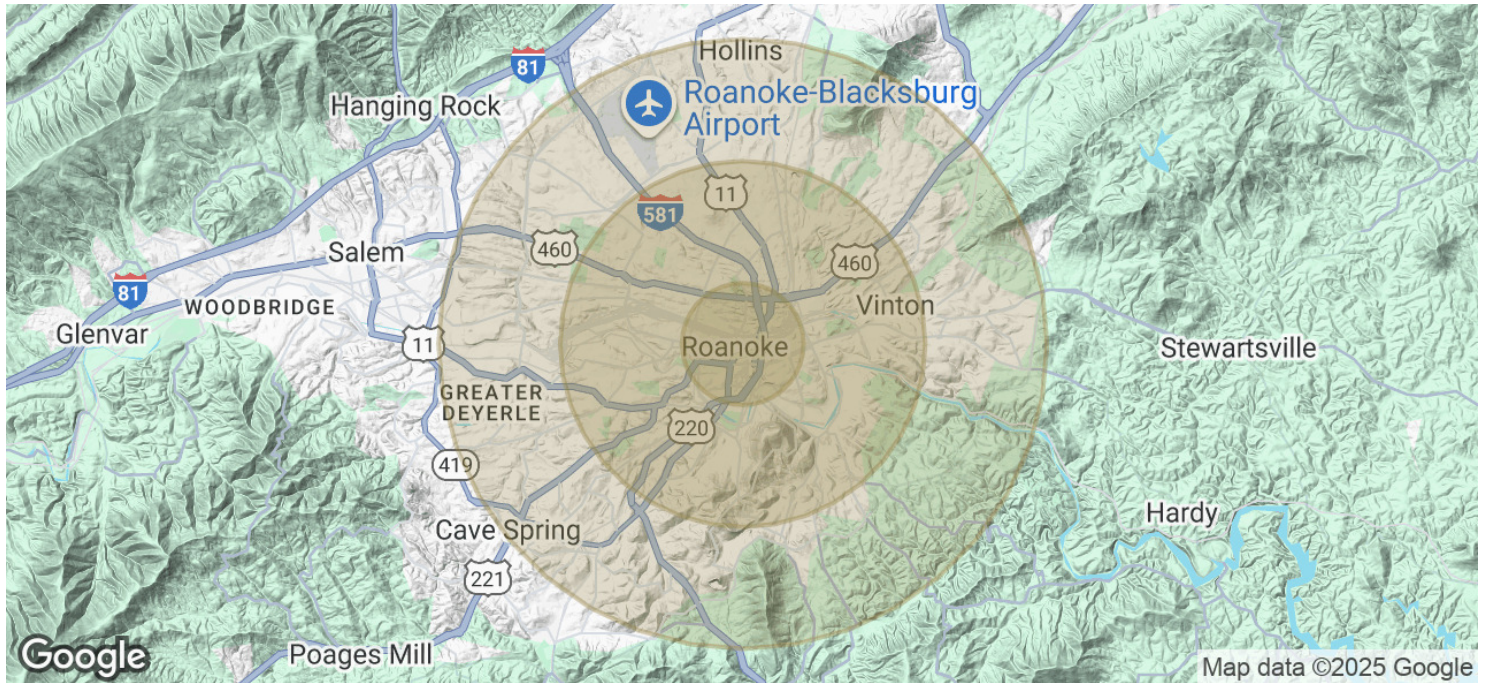 Hollins
81
Roanoke-Blacksburg
Airport
Hanging Rock
11
581
460
Salem
460
81
WOODBRIDGE
Vinton
Glenvar
11
Roanoke
Stewartsville
GREATER
DEYERLE
220
419
Hardy
Cave Spring
221
Poages Mill
Google
Map data ©2025 Google